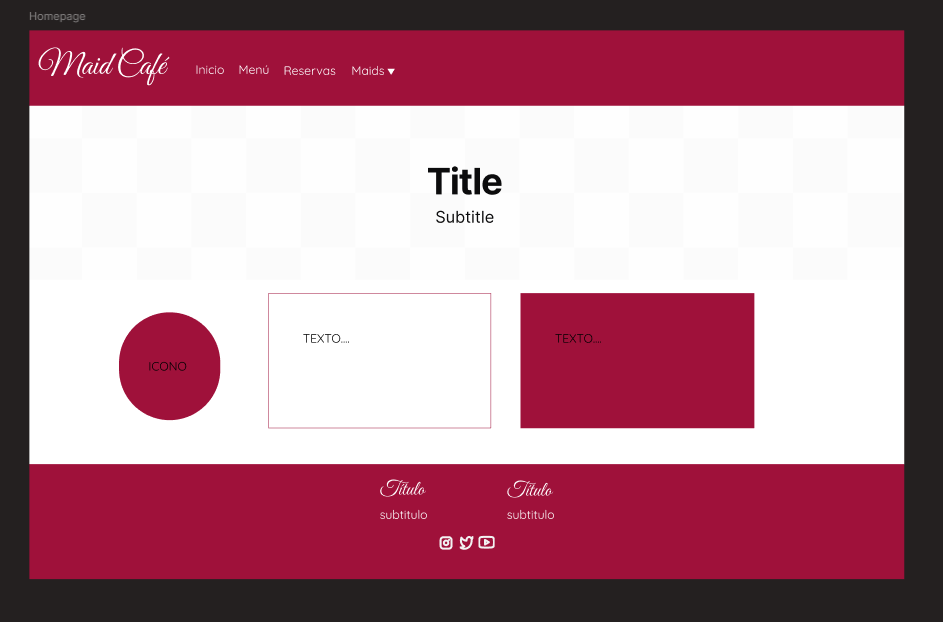 Homepage
Maid Café Inicio Menú Reservas Maids ▼
Title
Subtitle
ICONO
TEXTO....
TEXTO....
Título Título
subtitulo subtitulo